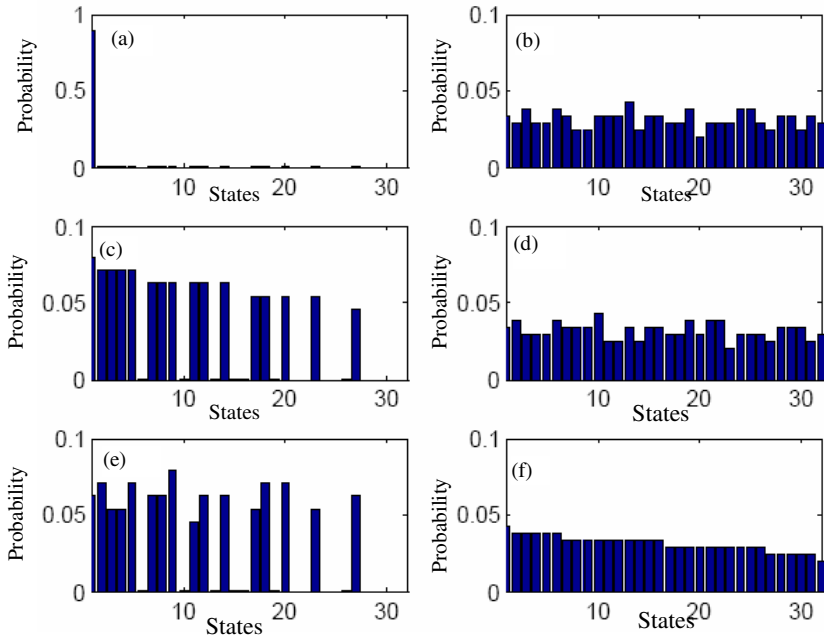 1
0.5
0
Probability
(a)
10
20
30
States
0.1
0.05
0
Probability
(b)
10
20
30
States
0.1
0.05
0
Probability
(c)
10
20
30
States
0.1
0.05
0
Probability
(d)
10
20
30
States
0.1
0.05
0
Probability
(e)
10
20
30
States
0.1
0.05
0
Probability
(f)
10
20
30
States